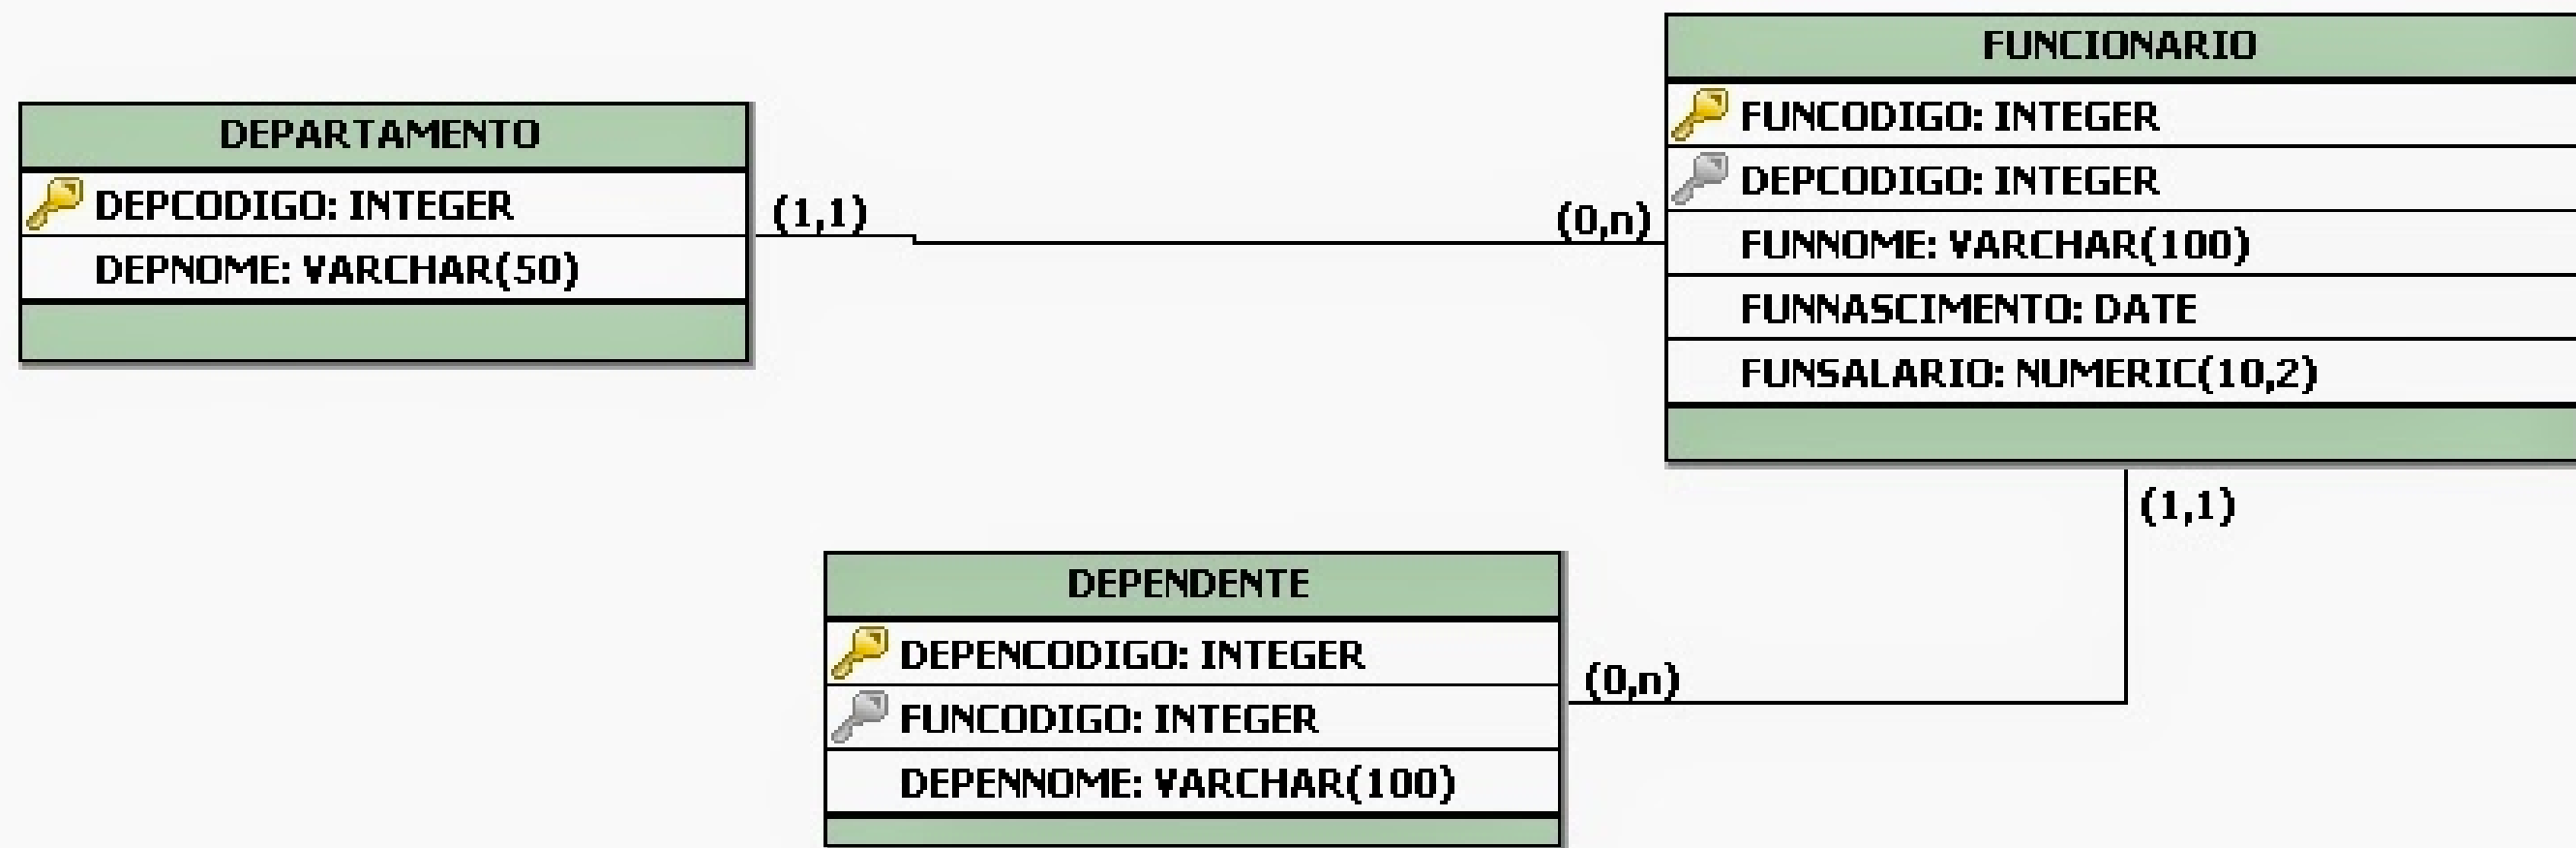 DEPARTAMENTO
DEPCODIGO: INTEGER
DEPNOME: VARCHAR(50)
(1,1)
(0,n)
FUNCIONARIO
FUNCODIGO: INTEGER
DEPCODIGO: INTEGER
FUNNOME: VARCHAR(100)
FUNNASCIMENTO: DATE
FUNSALARIO: NUMERIC(10,2)
(1,1)
(0,n)
DEPENDENTE
DEPENCODIGO: INTEGER
FUNCODIGO: INTEGER
DEPENNOME: VARCHAR(100)